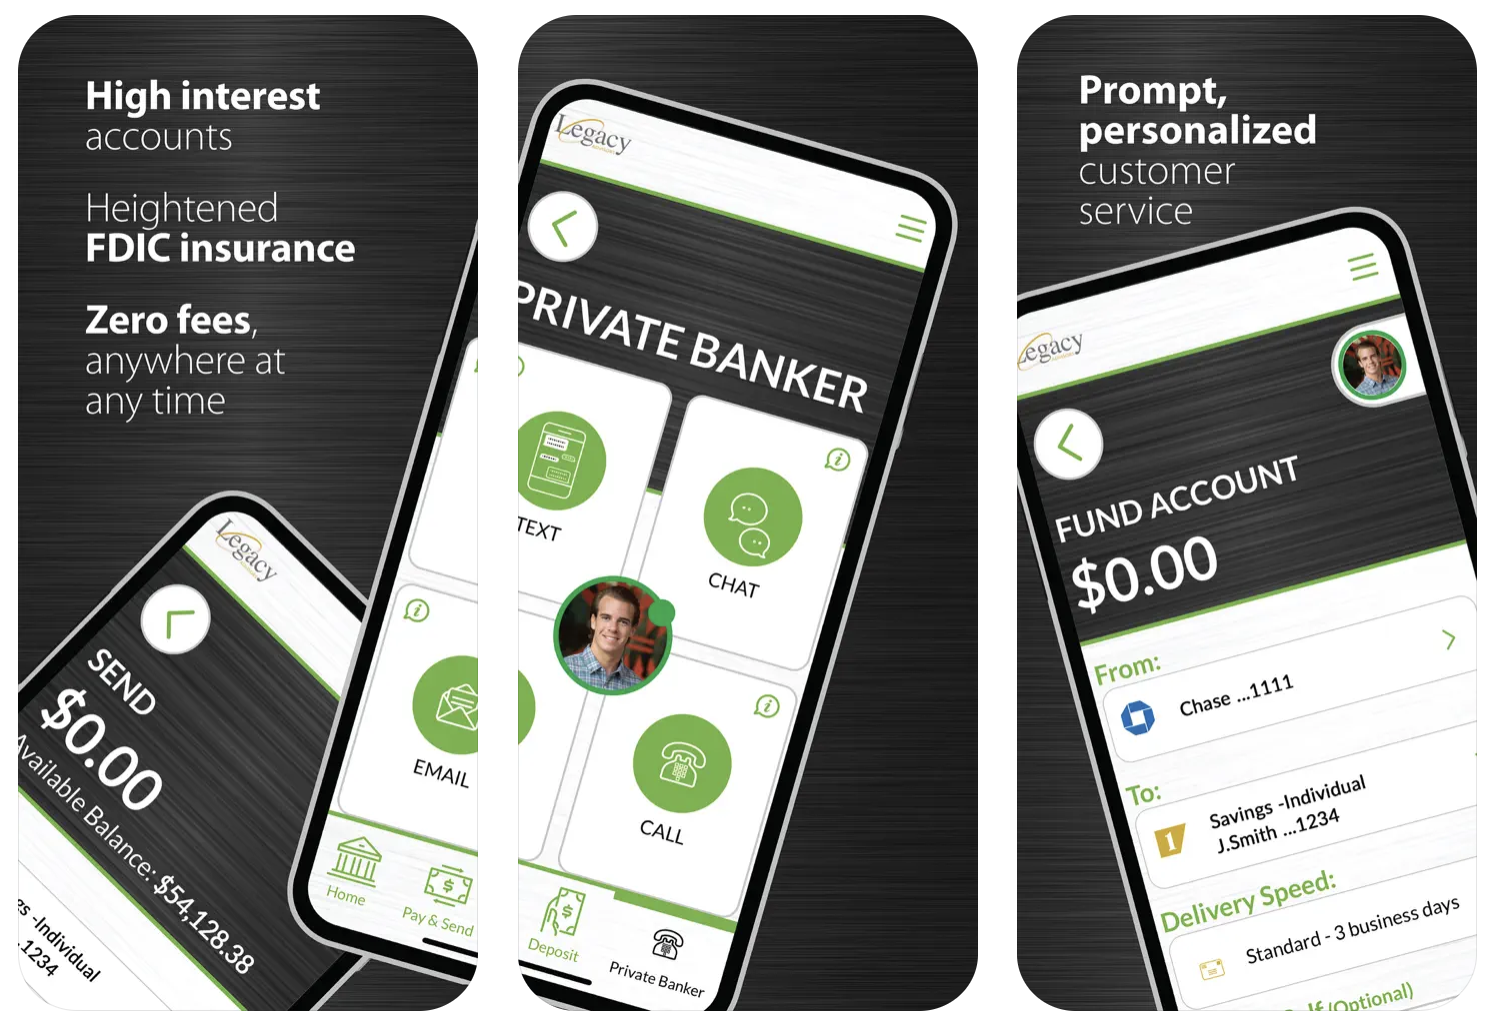 High interest
accounts
Heightened
FDIC insurance
Zero fees,
anywhere at
any time
Legacy
SEND
$0.00
Available Balance: $54,128.38
-Individual
1234
EMAIL
Home
Pay & Send
Legacy
PRIVATE BANKER
TEXT
CHAT
CALL
Deposit
Private Banker
Prompt,
personalized
customer
service
Legacy
FUND ACCOUNT
$0.00
From:
Chase ...1111
To:
1
Savings -Individual
J.Smith ...1234
Delivery Speed:
Standard - 3 business days
(Optional)